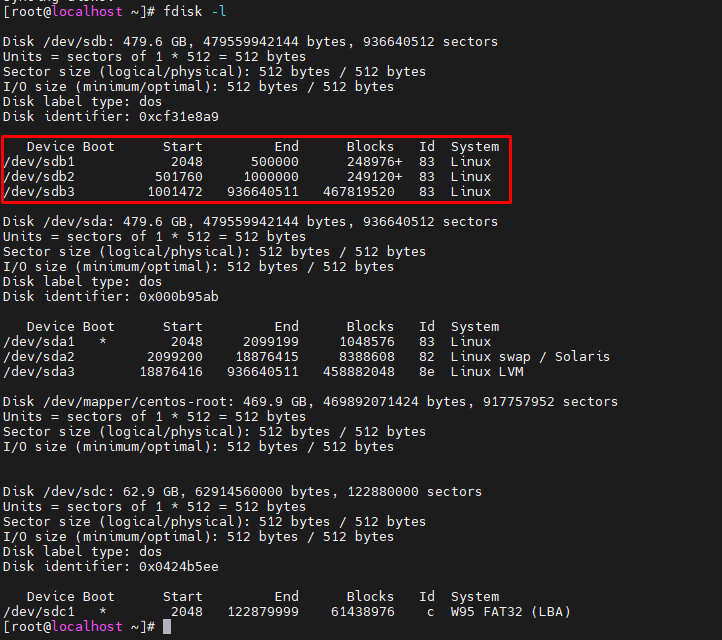 [root@localhost ~]# fdisk -l
Disk /dev/sdb: 479.6 GB, 479559942144 bytes, 936640512 sectors
Units = sectors of 1 * 512 = 512 bytes
Sector size (logical/physical): 512 bytes / 512 bytes
I/O size (minimum/optimal): 512 bytes / 512 bytes
Disk label type: dos
Disk identifier: 0xcf31e8a9
Device Boot Start End Blocks Id System
/dev/sdb1 2048 500000 248976+ 83 Linux
/dev/sdb2 501760 1000000 249120+ 83 Linux
/dev/sdb3 1001472 936640511 467819520 83 Linux
Disk /dev/sda: 479.6 GB, 479559942144 bytes, 936640512 sectors
Units = sectors of 1 * 512 = 512 bytes
Sector size (logical/physical): 512 bytes / 512 bytes
I/O size (minimum/optimal): 512 bytes / 512 bytes
Disk label type: dos
Disk identifier: 0x000b95ab
Device Boot Start End Blocks Id System
/dev/sda1 * 2048 2099199 1048576 83 Linux
/dev/sda2 2099200 18876415 8388608 82 Linux swap / Solaris
/dev/sda3 18876416 936640511 458882048 8e Linux LVM
Disk /dev/mapper/centos-root: 469.9 GB, 469892071424 bytes, 917757952 sectors
Units = sectors of 1 * 512 = 512 bytes
Sector size (logical/physical): 512 bytes / 512 bytes
I/O size (minimum/optimal): 512 bytes / 512 bytes
Disk /dev/sdc: 62.9 GB, 62914560000 bytes, 122880000 sectors
Units = sectors of 1 * 512 = 512 bytes
Sector size (logical/physical): 512 bytes / 512 bytes
I/O size (minimum/optimal): 512 bytes / 512 bytes
Disk label type: dos
Disk identifier: 0x0424b5ee
Device Boot Start End Blocks Id System
/dev/sdc1 * 2048 122879999 61438976 c W95 FAT32 (LBA)
[root@localhost ~]#